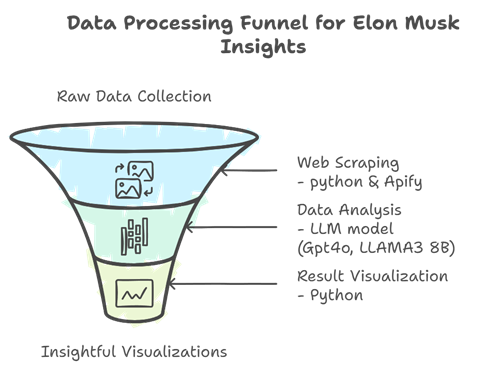 Data Processing Funnel for Elon Musk
Insights
Raw Data Collection
Web Scraping
- python & Apify
Data Analysis
- LLM model
(Gpt4o, LLAMA3 8B)
Result Visualization
- Python
Insightful Visualizations